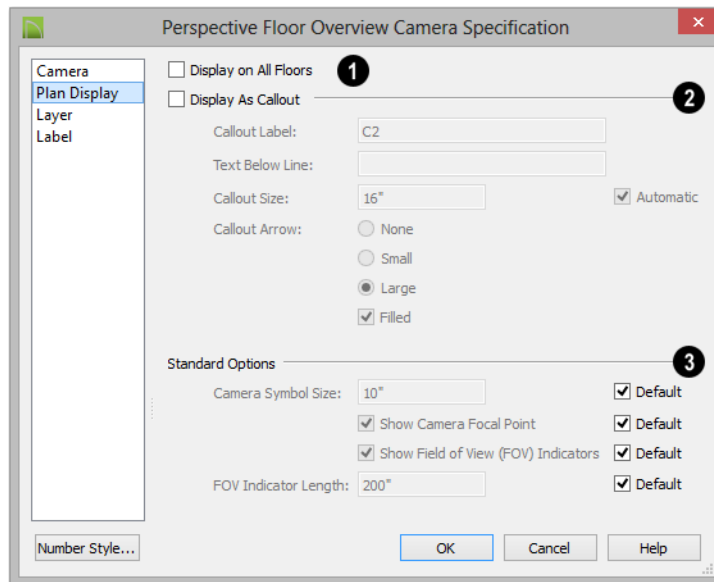 Perspective Floor Overview Camera Specification
Camera
Plan Display
Layer
Label
Display on All Floors 1
Display As Callout 2
Callout Label: C2
Text Below Line:
Callout Size: 16" Automatic
Callout Arrow: None
Small
Large
Filled
Standard Options 3
Camera Symbol Size: 10" Default
Show Camera Focal Point Default
Show Field of View (FOV) Indicators Default
FOV Indicator Length: 200" Default
Number Style... OK Cancel Help